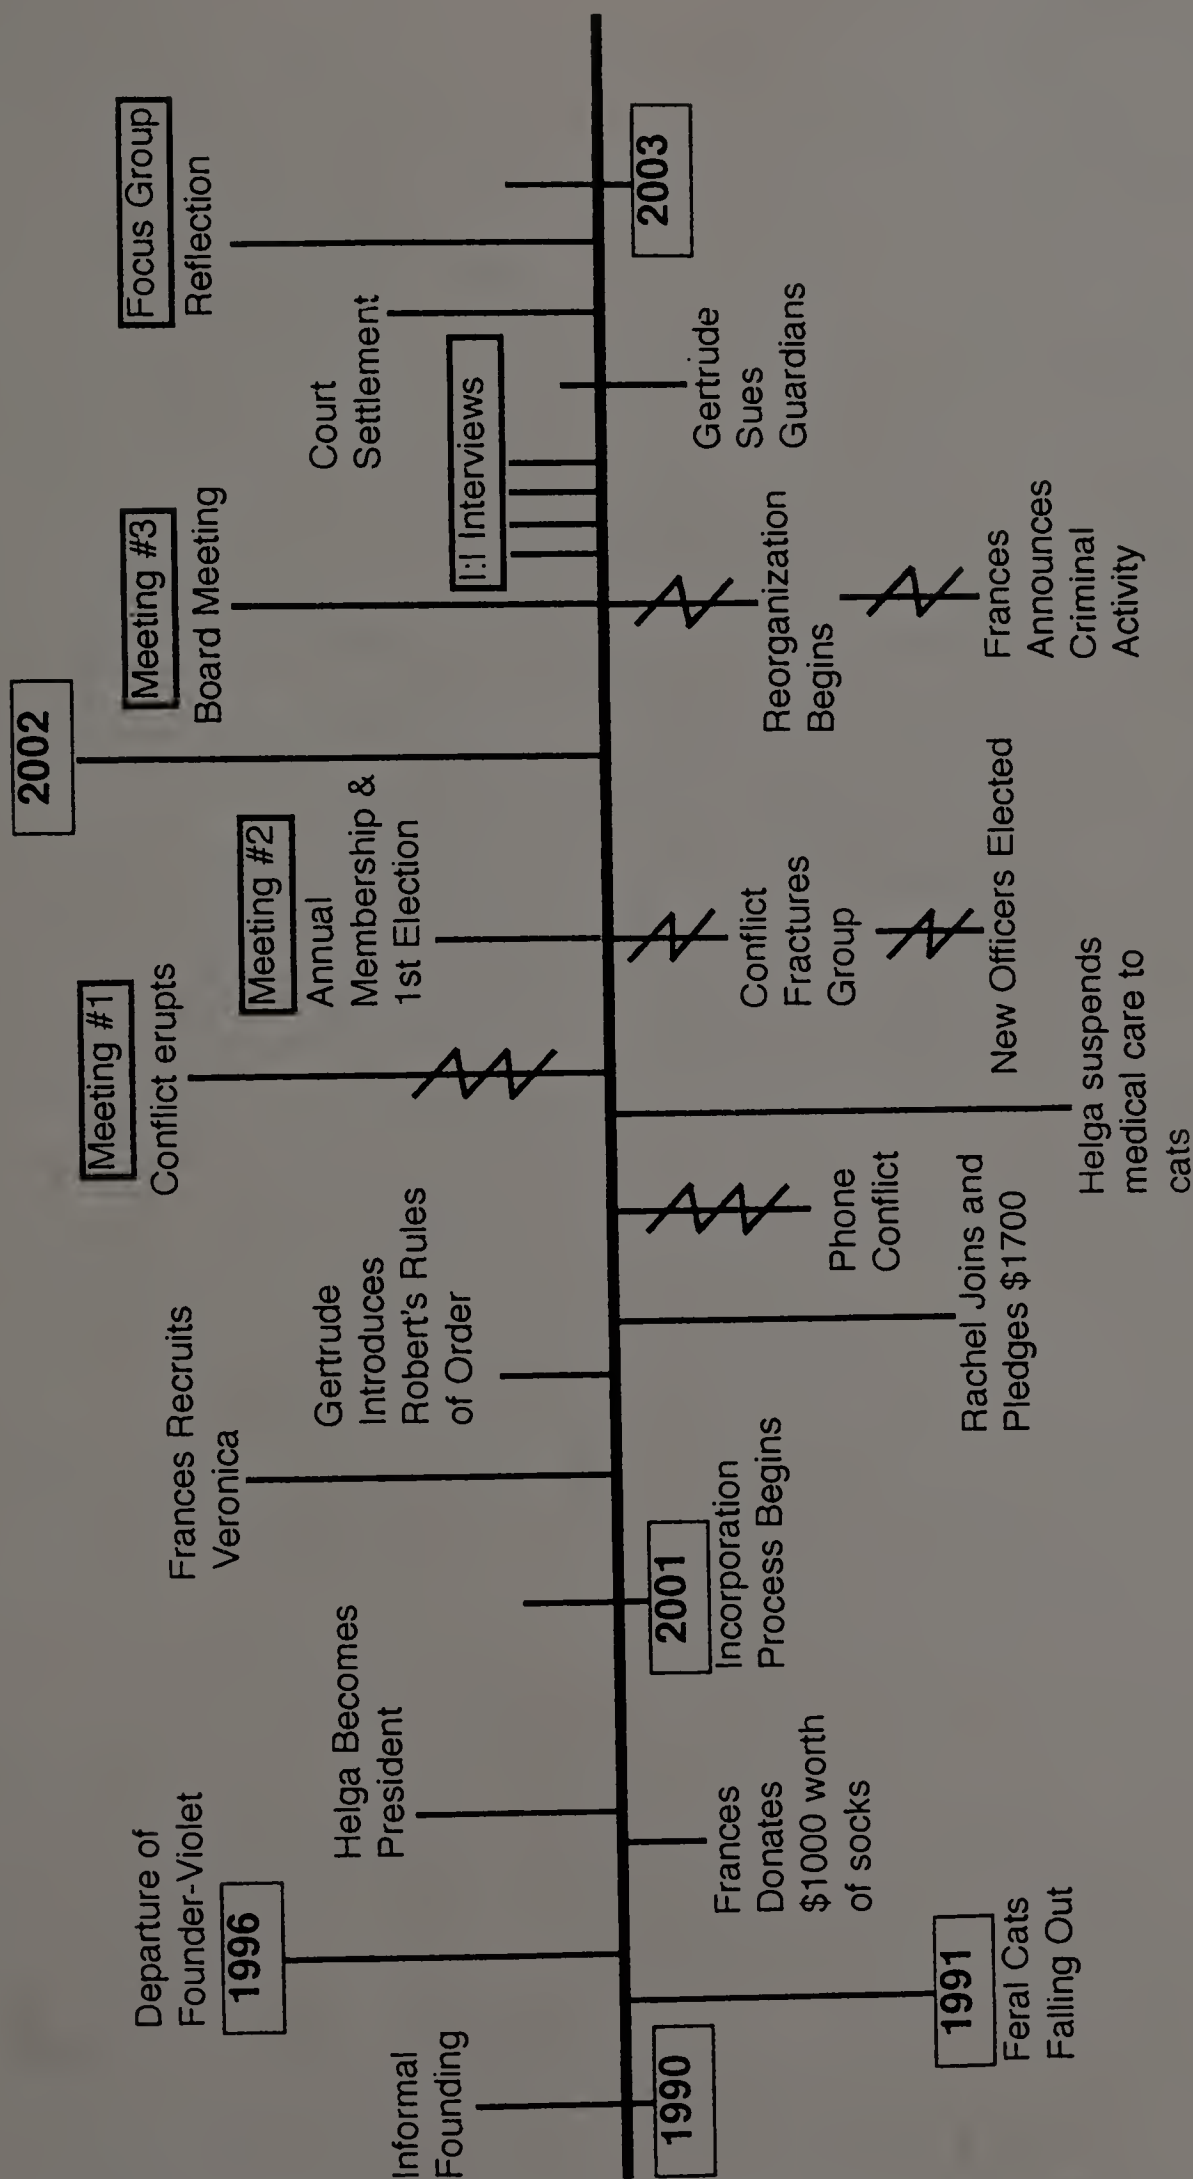 Informal
Founding
1990
1991
Feral Cats
Falling Out
Departure of
Founder-Violet
1996
Frances
Donates
$1000 worth
of socks
Helga Becomes
President
2001
Incorporation
Process Begins
Frances Recruits
Veronica
Gertrude
Introduces
Robert's Rules
of Order
Rachel Joins and
Pledges $1700
Phone
Conflict
Helga suspends
medical care to
cats
Meeting #1
Conflict erupts
Meeting #2
Annual
Membership &
1st Election
Conflict
Fractures
Group
New Officers Elected
2002
Meeting #3
Board Meeting
Reorganization
Begins
Frances
Announces
Criminal
Activity
1:1 Interviews
Gertrude
Sues
Guardians
Court
Settlement
Focus Group
Reflection
2003